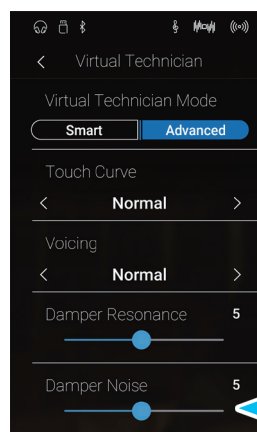 Virtual Technician
Virtual Technician Mode
Smart Advanced
Touch Curve
Normal
Voicing
Normal
Damper Resonance 5
Damper Noise 5